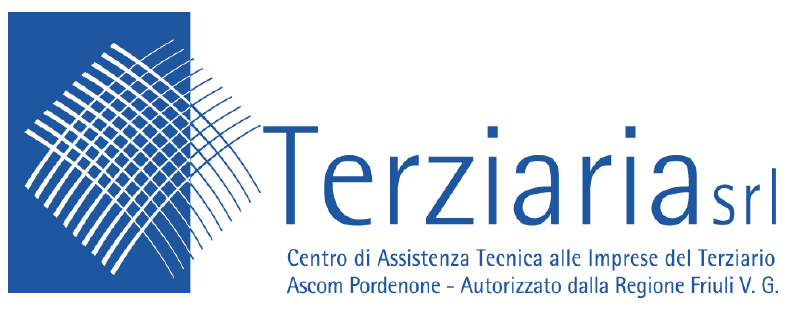 Terziaria srl
Centro di Assistenza Tecnica alle Imprese del Terziario
Ascom Pordenone - Autorizzato dalla Regione Friuli V. G.